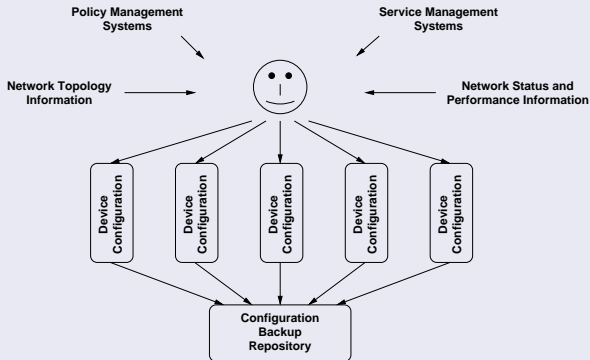 Policy Management
Systems
Service Management
Systems
Network Topology
Information
Network Status and
Performance Information
Device
Configuration
Device
Configuration
Device
Configuration
Device
Configuration
Device
Configuration
Configuration
Backup
Repository